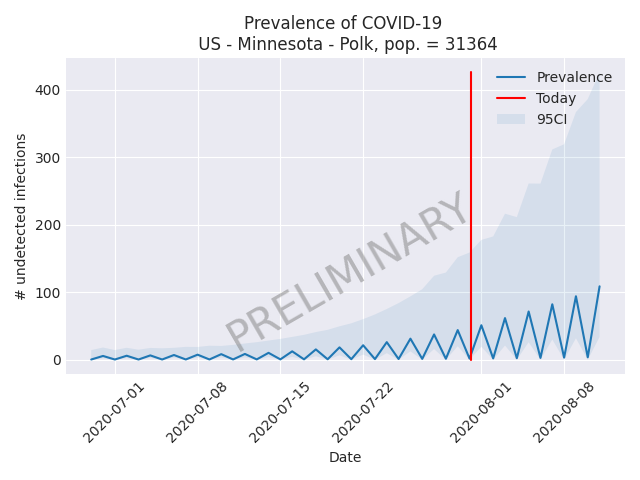 Prevalence of COVID-19
US - Minnesota - Polk, pop. = 31364
Prevalence
Today
95CI
400
300
200
100
0
# undetected infections
PRELIMINARY
2020-07-01
2020-07-08
2020-07-15
2020-07-22
2020-08-01
2020-08-08
Date